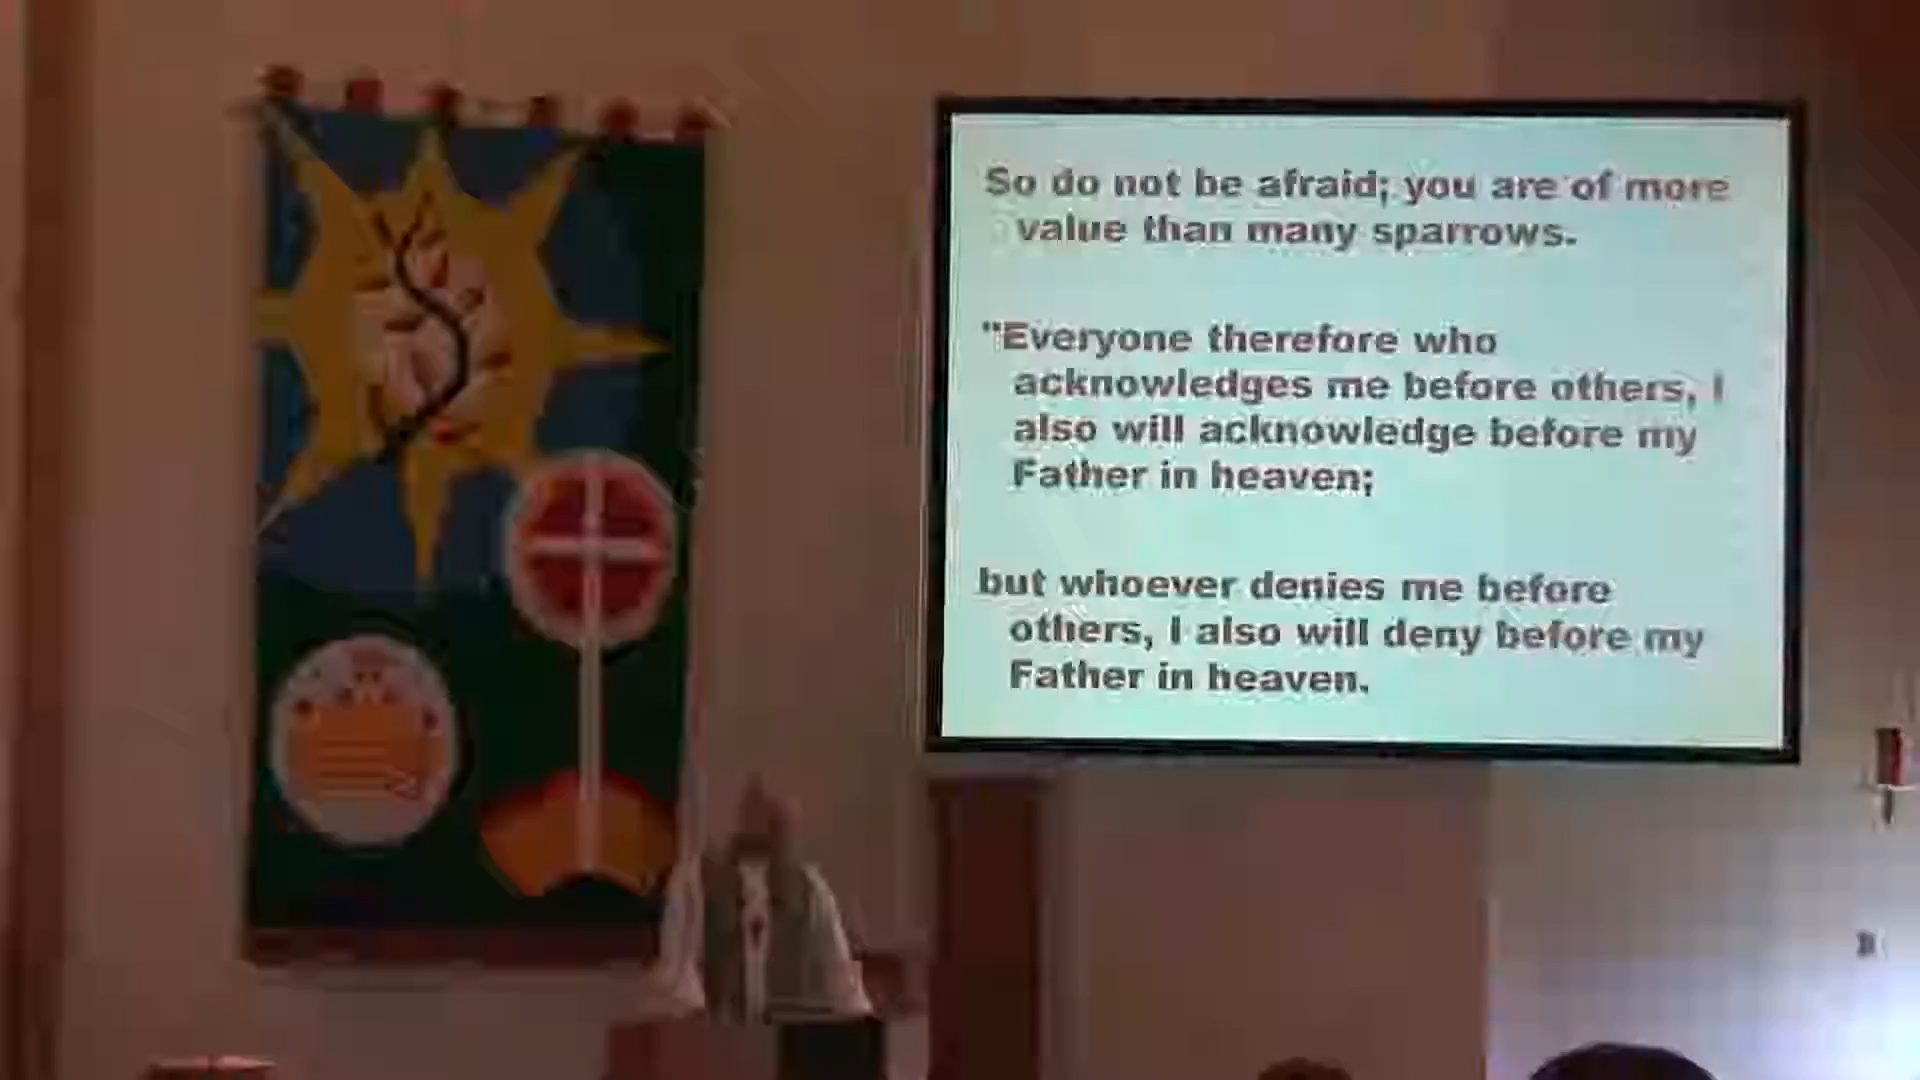 So do not be afraid; you are of more
value than many sparrows.
"Everyone therefore who
acknowledges me before others, I
also will acknowledge before my
Father in heaven;
but whoever denies me before
others, I also will deny before my
Father in heaven.